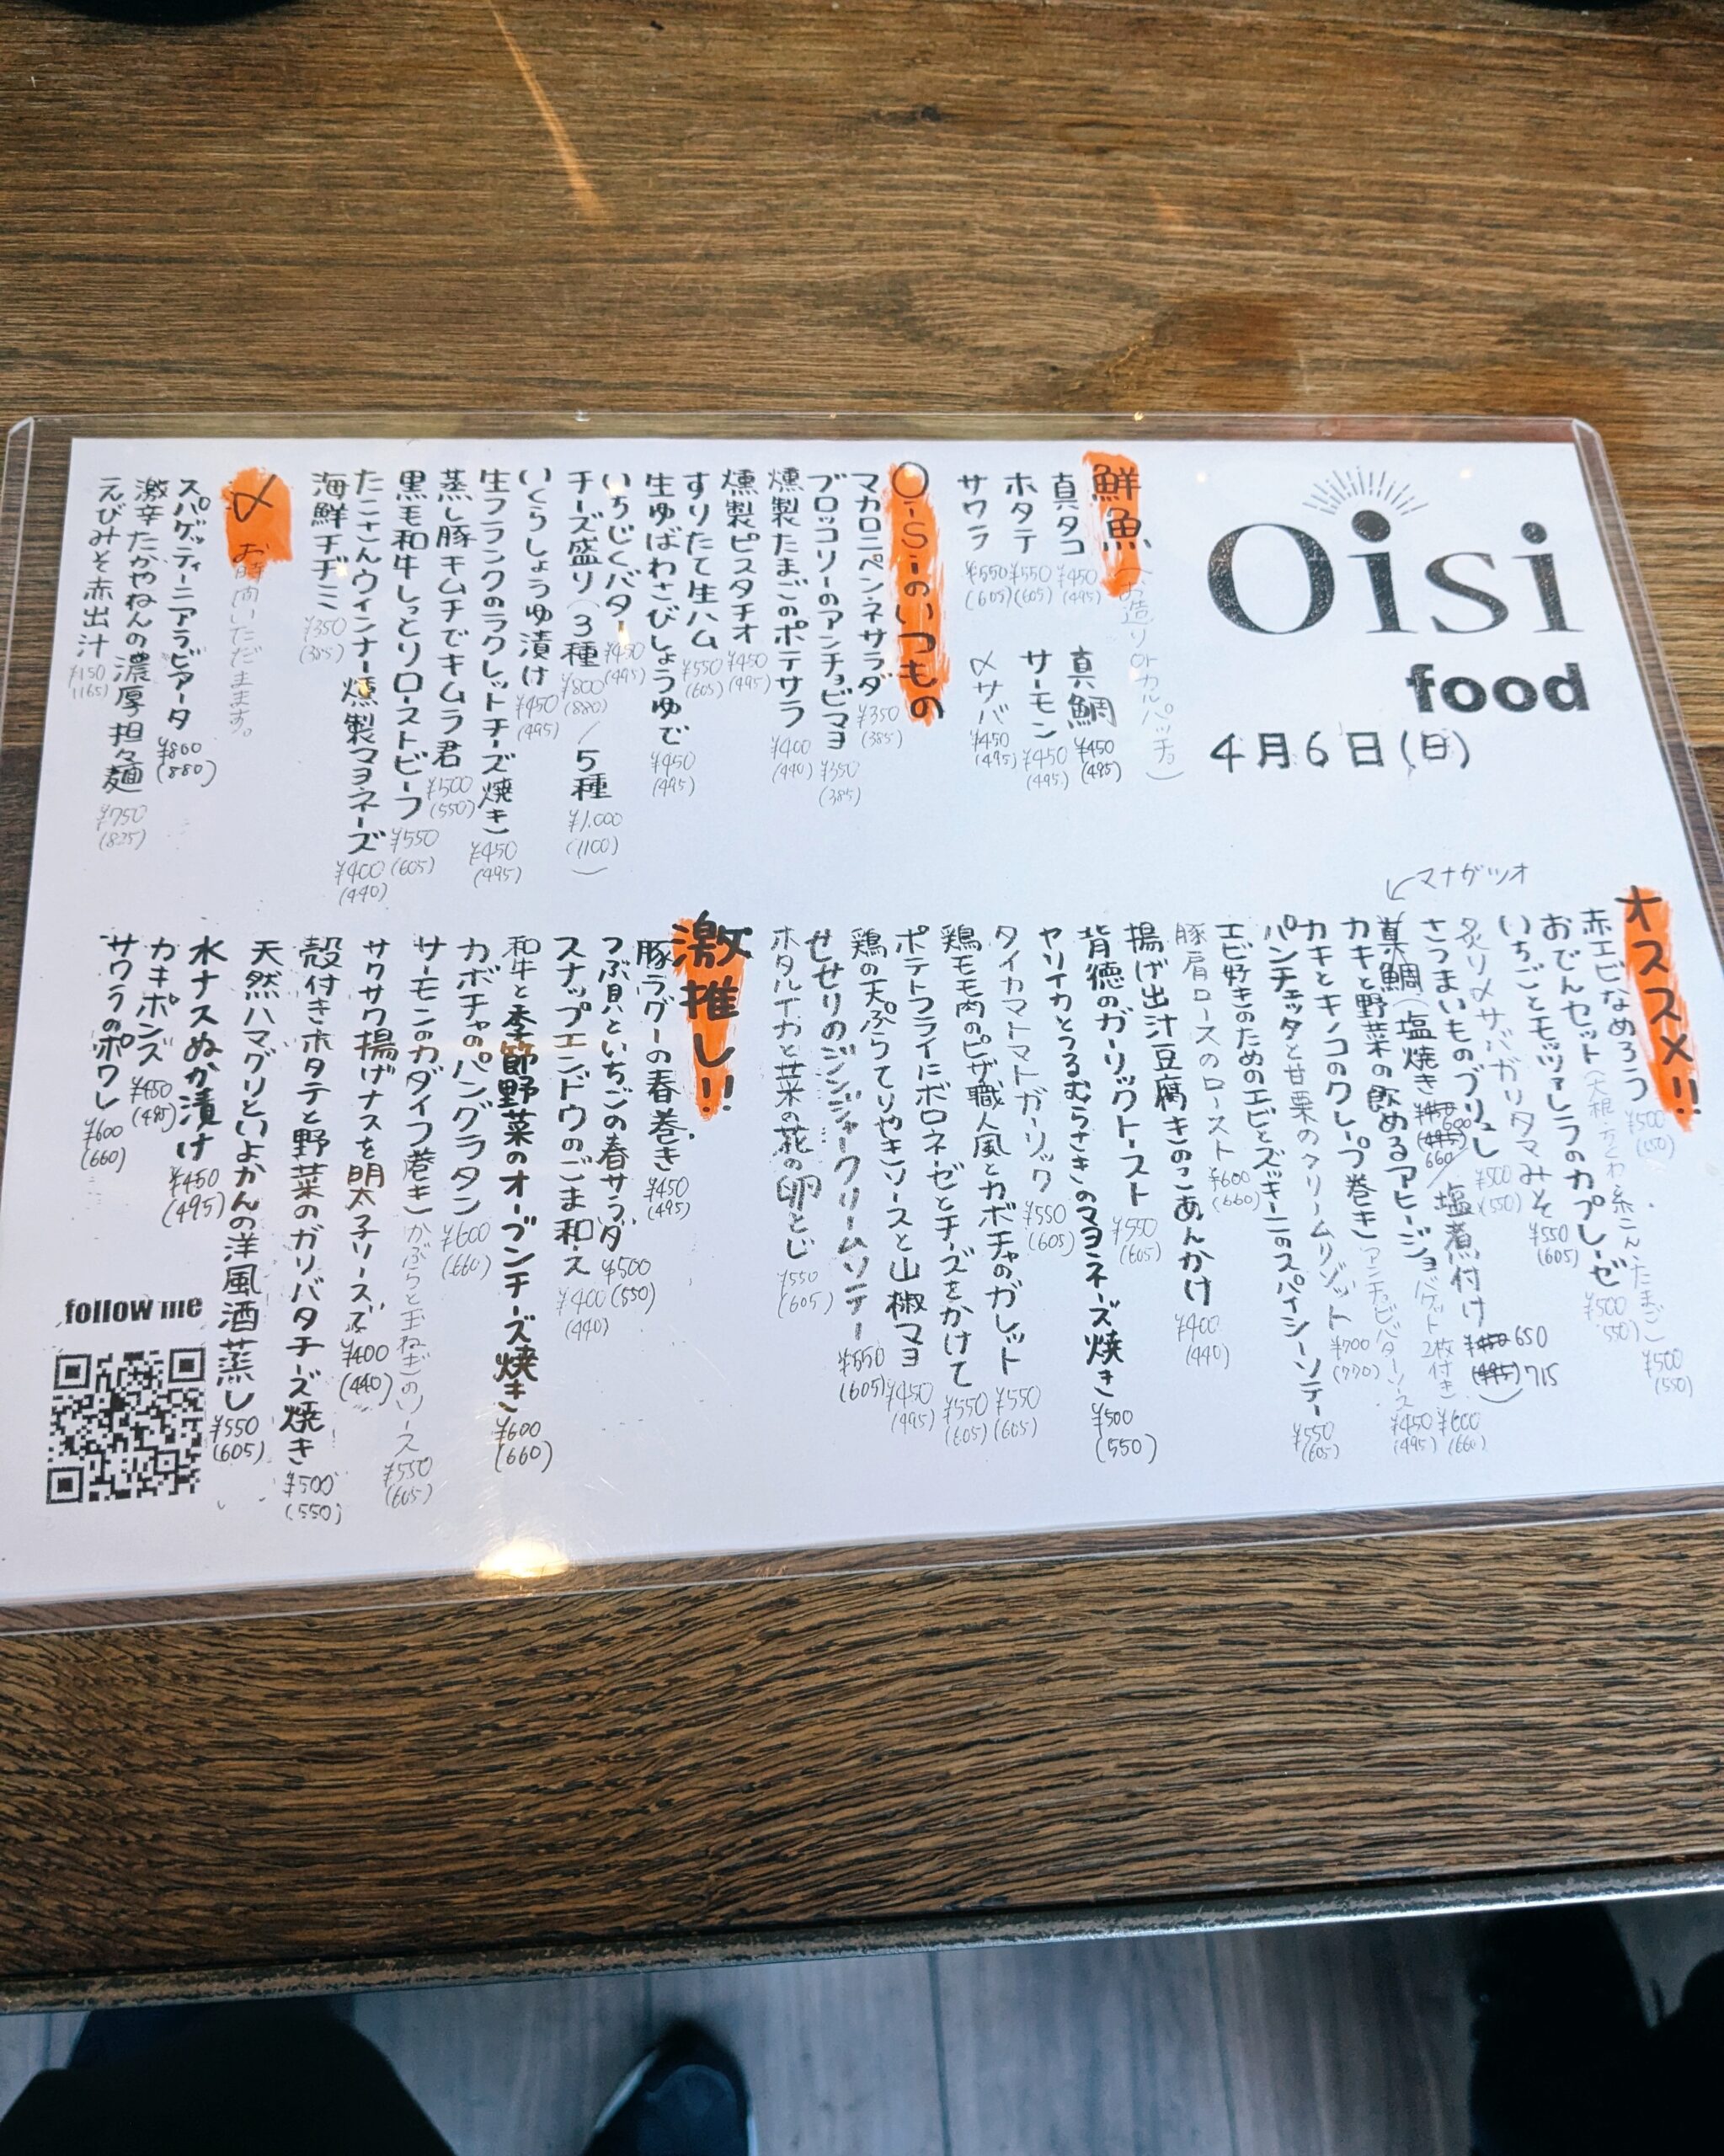 Oisi
food
4月6日(日)
鮮魚(お造りorカルパッチョ)
真タコ ¥450 (495)
真鯛 ¥450 (495)
ホタテ ¥550 (605)
サーモン ¥450 (495)
サワラ ¥550 (605)
〆サバ ¥450 (495)
Oisiのいつもの
マカロニペンネサラダ ¥350 (385)
ブロッコリーのアンチョビマヨ ¥350 (385)
燻製たまごのポテサラ ¥400 (440)
燻製ピスタチオ ¥450 (495)
すりたて生ハム ¥550 (605)
生ゆばわさびしょうゆで ¥450 (495)
いちじくバター ¥450 (495)
チーズ盛り(3種 ¥800 (880) / 5種 ¥1,000 (1100))
いくらしょうゆ漬け ¥450 (495)
生フランクのラクレットチーズ焼き ¥450 (495)
蒸し豚キムチでキムラ君 ¥500 (550)
黒毛和牛しっとりローストビーフ ¥550 (605)
たこさんウインナー燻製マヨネーズ ¥400 (440)
海鮮チヂミ ¥350 (385)
〆 お時間いただきます。
スパゲッティーニアラビアータ ¥800 (880)
激辛たかやねんの濃厚担々麺 ¥750 (825)
えびみそ赤出汁 ¥150 (165)
オススメ!!
赤エビなめろう ¥500 (550)
おでんセット(大根・ちくわ・糸こん・たまご) ¥500 (550)
いちごとモッツァレラのカプレーゼ ¥500 (550)
炙り〆サバガリタマみそ ¥550 (605)
さつまいものブリュレ ¥500 (550)
マナガツオ
真鯛(塩焼き ¥450 (495) 600 660 / 塩煮付け ¥450 (495) 650 715)
カキと野菜の飲めるアヒージョ(バゲット2枚付き) ¥600 (660)
カキとキノコのクレープ巻き(アンチョビバターソース) ¥450 (495)
パンチェッタと甘栗のクリームリゾット ¥700 (770)
エビ好きのためのエビとズッキーニのスパイシーソテー ¥550 (605)
豚肩ロースのロースト ¥600 (660)
揚げ出汁豆腐きのこあんかけ ¥400 (440)
背徳のガーリックトースト ¥550 (605)
ヤリイカとうるむらさきのマヨネーズ焼き ¥500 (550)
タイカマトマトガーリック ¥550 (605)
鶏モモ肉のピザ職人風とカボチャのガレット ¥550 (605)
ポテトフライにボロネーゼとチーズをかけて ¥550 (605)
鶏の天ぷらてりやきソースと山椒マヨ ¥450 (495)
せせりのジンジャークリームソテー ¥550 (605)
ホタルイカと菜の花の卵とじ ¥550 (605)
激推し!!
豚ラグーの春巻き ¥450 (495)
つぶ貝といちごの春サラダ ¥500 (550)
スナップエンドウのごま和え ¥400 (440)
和牛と季節野菜のオーブンチーズ焼き ¥600 (660)
カボチャのパングラタン ¥600 (660)
サーモンのカダイフ巻き かぶらと玉ねぎのソース ¥550 (605)
サクサク揚げナスを明太子ソースで ¥400 (440)
殻付きホタテと野菜のガリバタチーズ焼き ¥500 (550)
天然ハマグリといよかんの洋風酒蒸し ¥550 (605)
水ナスぬか漬け ¥450 (495)
カキポンズ ¥450 (495)
サワラのポワレ ¥600 (660)
follow me